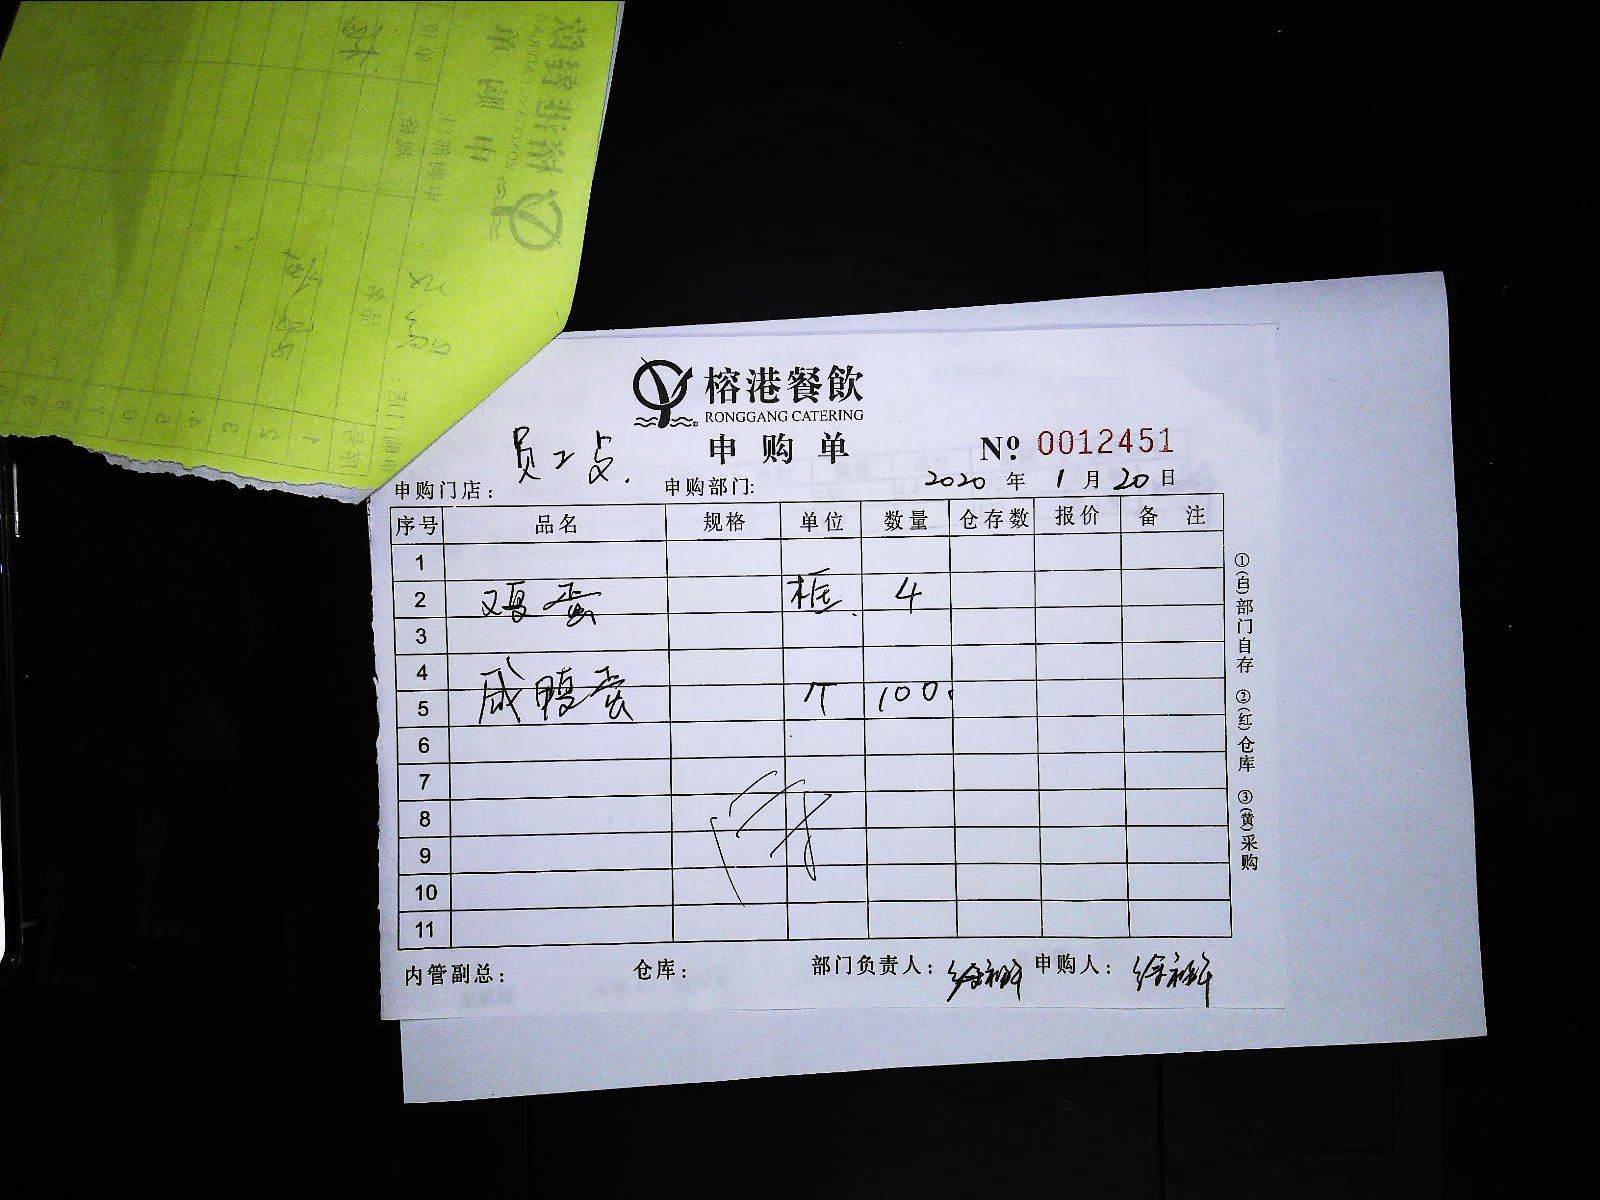 榕港餐飲
RONGGANG CATERING
申购单
№ 0012451
员工
申购门店： 申购部门: 2020 年 1 月 20 日
序号 品名 规格 单位 数量 仓存数 报价 备注
1
2 鸡蛋 框 4
3
4
5 咸鸭蛋 个 100
6
7
8
9
10
11
内管副总： 仓库： 部门负责人： 申购人：
①(白)部门自存 ②(红)仓库 ③(黄)采购